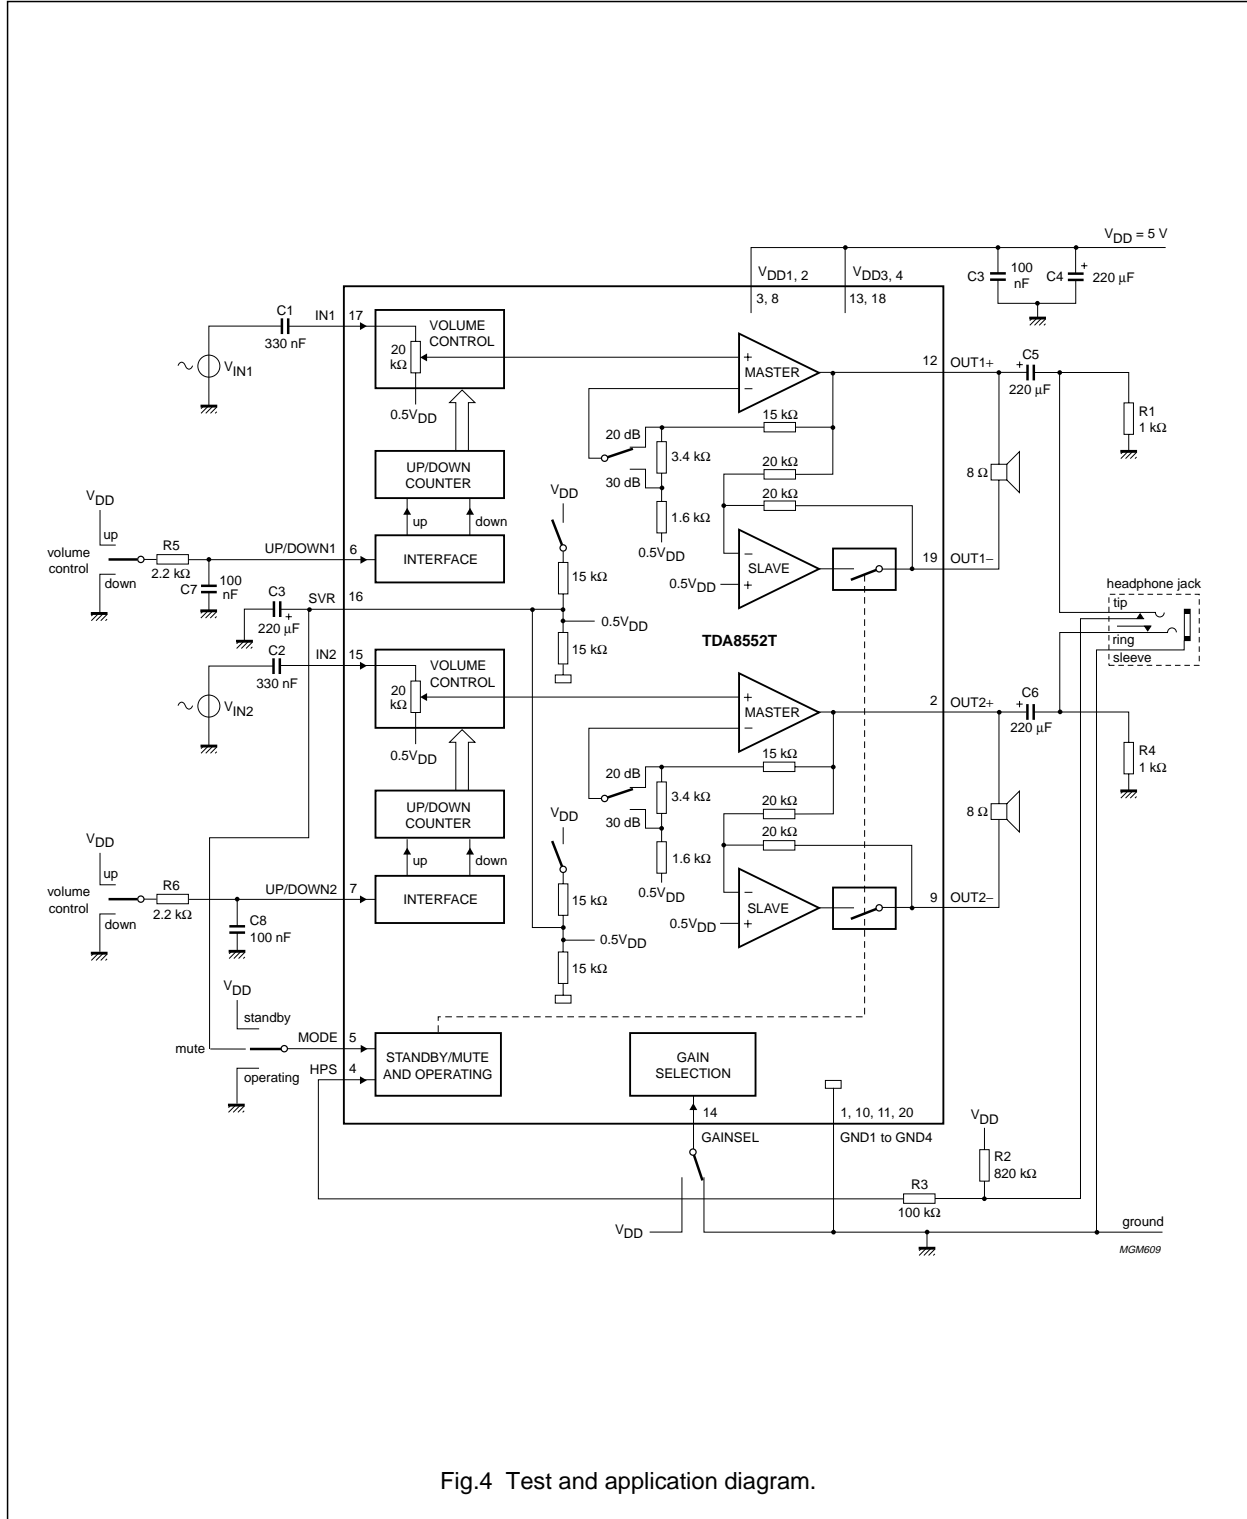 VDD = 5 V
VDD1, 2
VDD3, 4
C3
100
nF
C4
+
220 µF
3, 8
13, 18
C1
330 nF
IN1
17
VOLUME
CONTROL
20
kΩ
0.5VDD
∼
VIN1
+
MASTER
−
12
OUT1+
+
C5
220 µF
R1
1 kΩ
15 kΩ
20 dB
3.4 kΩ
30 dB
1.6 kΩ
0.5VDD
20 kΩ
20 kΩ
8 Ω
UP/DOWN
COUNTER
up
down
VDD
up
volume
control
down
R5
2.2 kΩ
C7
100
nF
UP/DOWN1
6
INTERFACE
VDD
15 kΩ
0.5VDD
15 kΩ
−
SLAVE
+
0.5VDD
19
OUT1−
C3
+
220 µF
SVR
16
TDA8552T
headphone jack
tip
ring
sleeve
C2
330 nF
IN2
15
VOLUME
CONTROL
20
kΩ
0.5VDD
∼
VIN2
+
MASTER
−
2
OUT2+
+
C6
220 µF
R4
1 kΩ
15 kΩ
20 dB
3.4 kΩ
30 dB
1.6 kΩ
0.5VDD
20 kΩ
20 kΩ
8 Ω
UP/DOWN
COUNTER
up
down
VDD
up
volume
control
down
R6
2.2 kΩ
C8
100 nF
UP/DOWN2
7
INTERFACE
VDD
15 kΩ
0.5VDD
15 kΩ
−
SLAVE
+
0.5VDD
9
OUT2−
VDD
standby
mute
operating
MODE
5
HPS
4
STANDBY/MUTE
AND OPERATING
GAIN
SELECTION
14
GAINSEL
1, 10, 11, 20
GND1 to GND4
VDD
R2
820 kΩ
R3
100 kΩ
VDD
ground
MGM609
Fig.4 Test and application diagram.